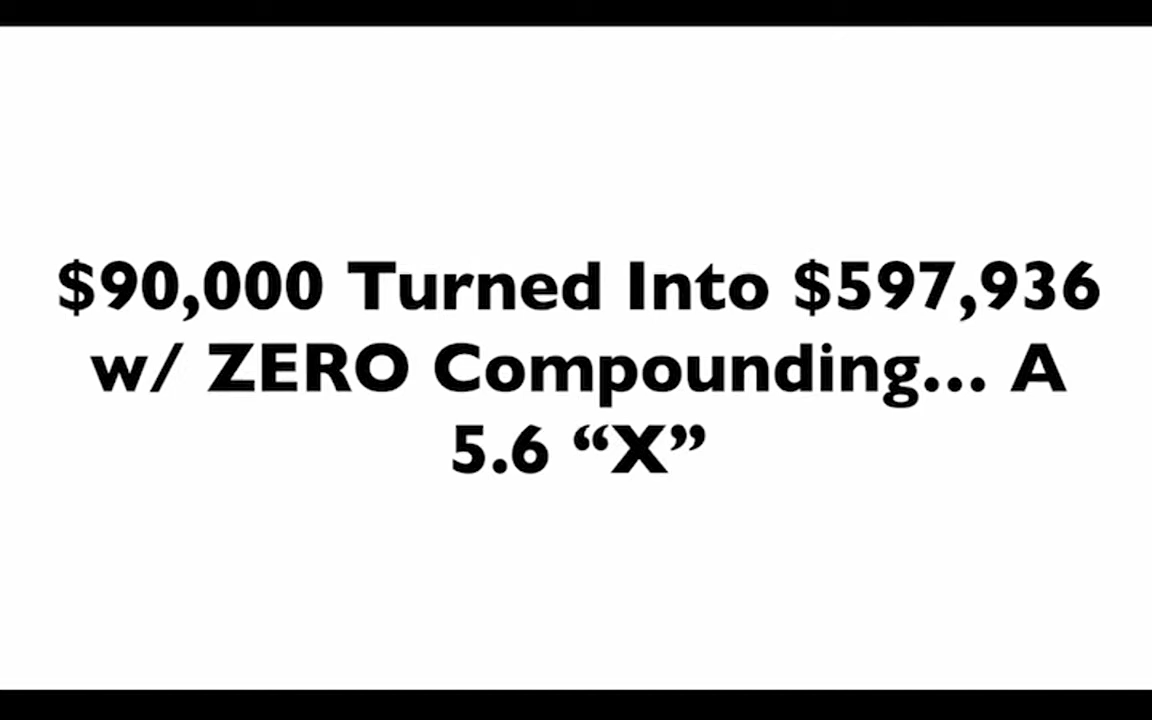 $90,000 Turned Into $597,936
w/ ZERO Compounding... A
5.6 “X”